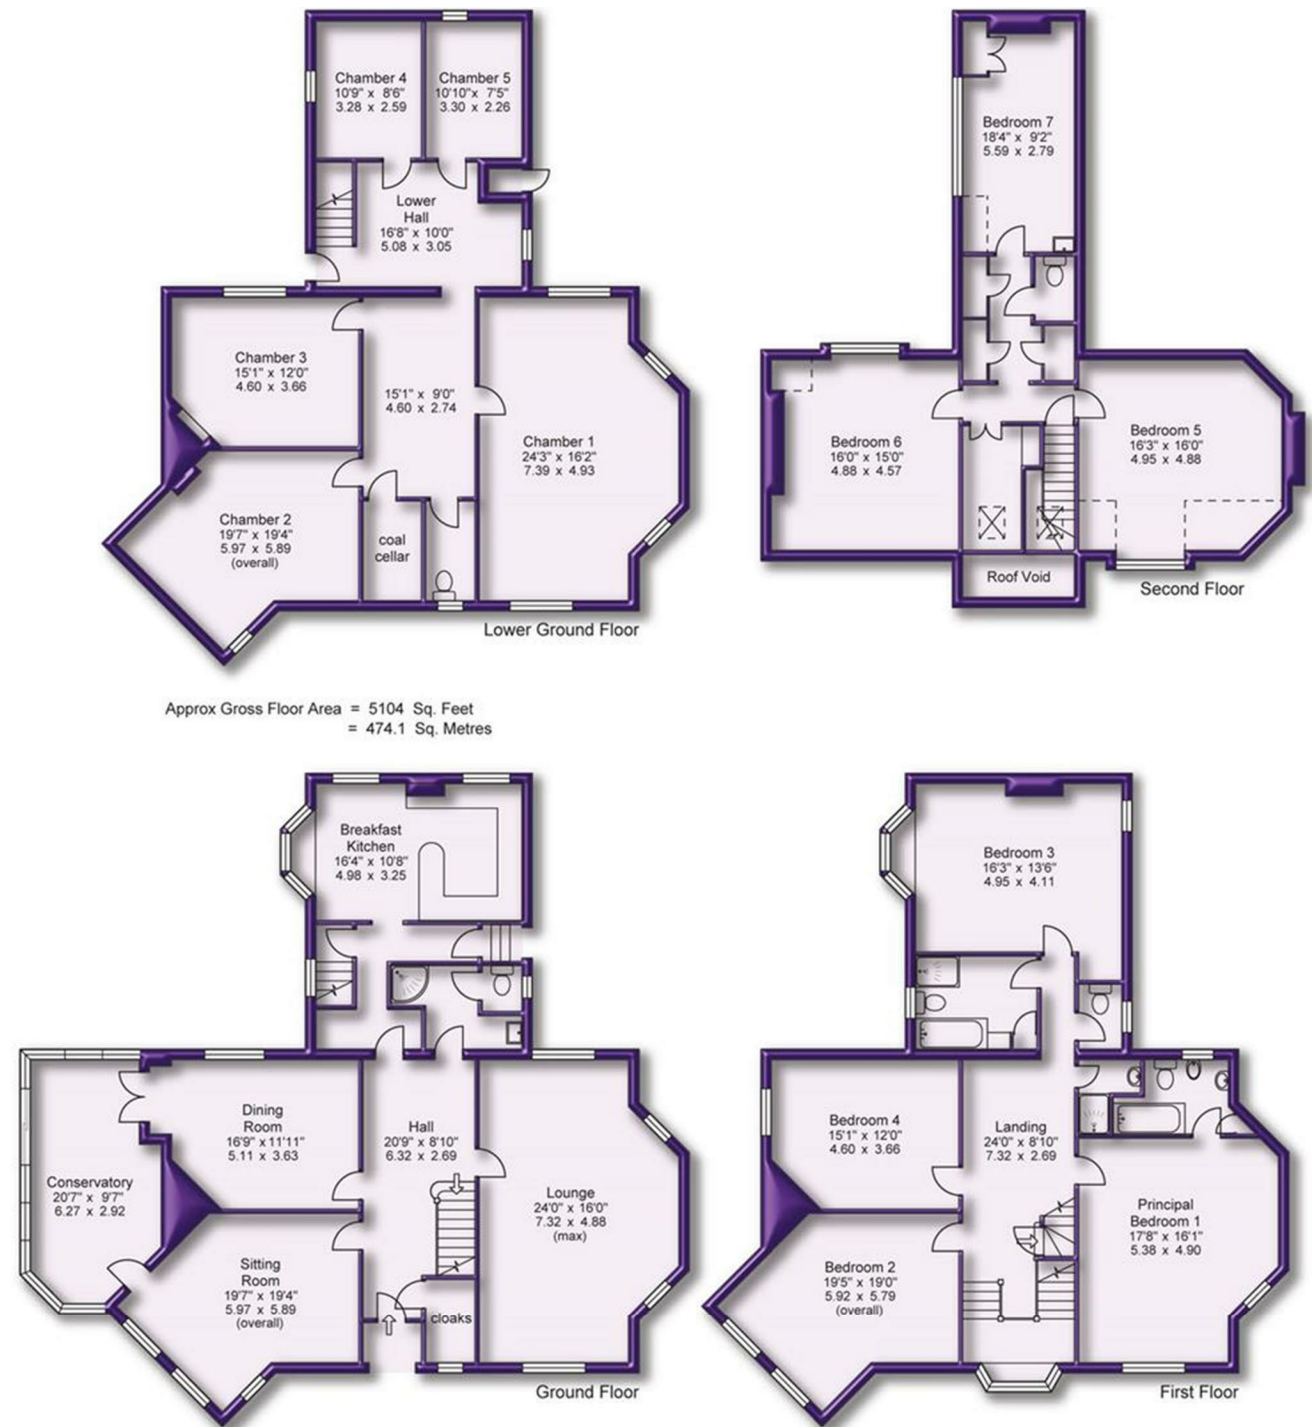 Chamber 4
10'9" x 8'6"
3.28 x 2.59
Chamber 5
10'10" x 7'5"
3.30 x 2.26
Lower
Hall
16'8" x 10'0"
5.08 x 3.05
Chamber 3
15'1" x 12'0"
4.60 x 3.66
15'1" x 9'0"
4.60 x 2.74
Chamber 1
24'3" x 16'2"
7.39 x 4.93
Chamber 2
19'7" x 19'4"
5.97 x 5.89
(overall)
coal
cellar
Lower Ground Floor
Bedroom 7
18'4" x 9'2"
5.59 x 2.79
Bedroom 6
16'0" x 15'0"
4.88 x 4.57
Bedroom 5
16'3" x 16'0"
4.95 x 4.88
Roof Void
Second Floor
Approx Gross Floor Area = 5104 Sq. Feet
= 474.1 Sq. Metres
Breakfast
Kitchen
16'4" x 10'8"
4.98 x 3.25
Dining
Room
16'9" x 11'11"
5.11 x 3.63
Hall
20'9" x 8'10"
6.32 x 2.69
Conservatory
20'7" x 9'7"
6.27 x 2.92
Lounge
24'0" x 16'0"
7.32 x 4.88
(max)
Sitting
Room
19'7" x 19'4"
5.97 x 5.89
(overall)
cloaks
Ground Floor
Bedroom 3
16'3" x 13'6"
4.95 x 4.11
Bedroom 4
15'1" x 12'0"
4.60 x 3.66
Landing
24'0" x 8'10"
7.32 x 2.69
Principal
Bedroom 1
17'8" x 16'1"
5.38 x 4.90
Bedroom 2
19'5" x 19'0"
5.92 x 5.79
(overall)
First Floor